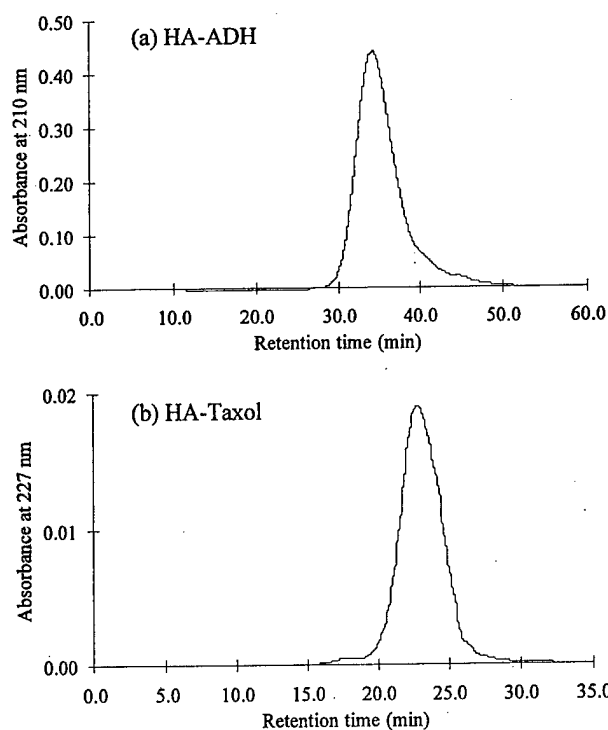 (a) HA-ADH
Absorbance at 210 nm
0.50
0.40
0.30
0.20
0.10
0.00
0.0 10.0 20.0 30.0 40.0 50.0 60.0
Retention time (min)
(b) HA-Taxol
Absorbance at 227 nm
0.02
0.01
0.00
0.0 5.0 10.0 15.0 20.0 25.0 30.0 35.0
Retention time (min)